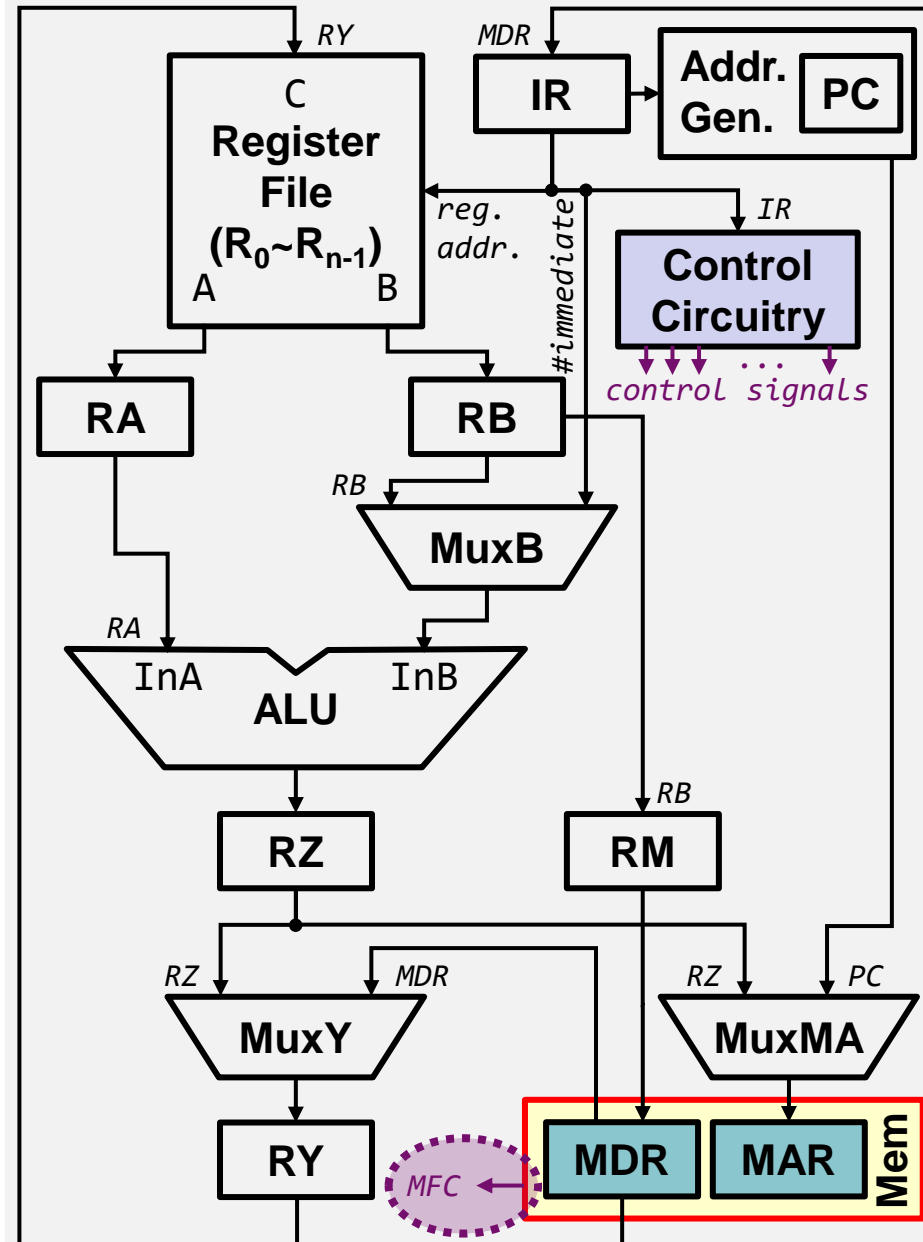 RY
MDR
C
Register
File
(R0~Rn-1)
A
B
IR
Addr.
Gen.
PC
reg.
addr.
#immediate
IR
Control
Circuitry
...
control signals
RA
RB
RB
MuxB
RA
InA
InB
ALU
RB
RZ
RM
RZ
MDR
RZ
PC
MuxY
MuxMA
RY
MFC
MDR
MAR
Mem